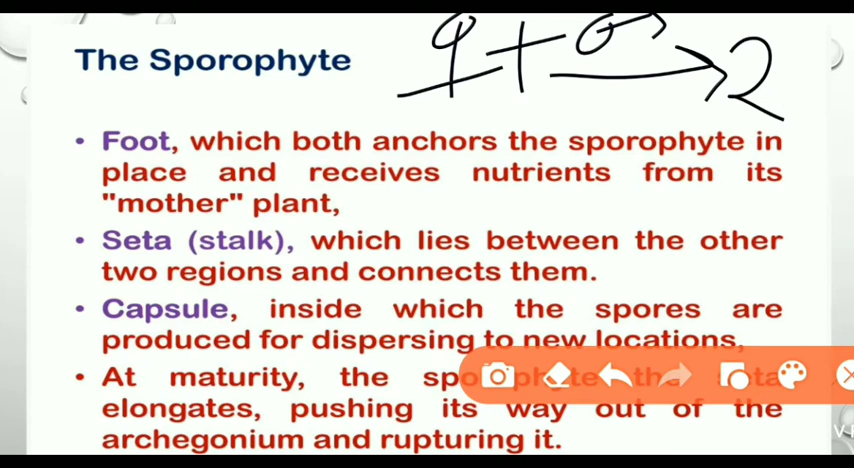 The Sporophyte
♀ + ♂ → 2
• Foot, which both anchors the sporophyte in
place and receives nutrients from its
"mother" plant,
• Seta (stalk), which lies between the other
two regions and connects them.
• Capsule, inside which the spores are
produced for dispersing to new locations,
• At maturity, the
elongates, pushing its way out of the
archegonium and rupturing it.